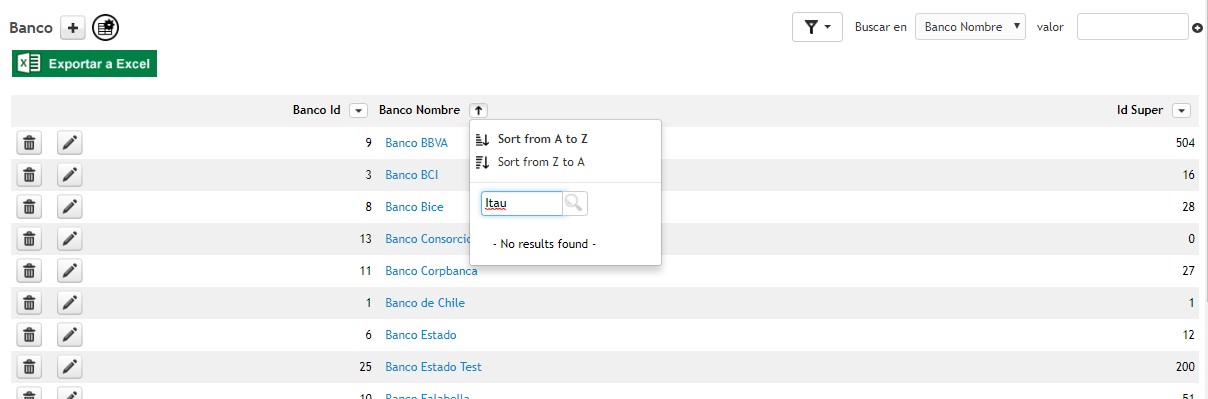 Banco Buscar en Banco Nombre valor
Exportar a Excel
Banco Id Banco Nombre Id Super
9 Banco BBVA 504
Sort from A to Z
Sort from Z to A
3 Banco BCI 16
8 Banco Bice 28
Itau
13 Banco Consorcio 0
- No results found -
11 Banco Corpbanca 27
1 Banco de Chile 1
6 Banco Estado 12
25 Banco Estado Test 200
10 Banco Falabella 51